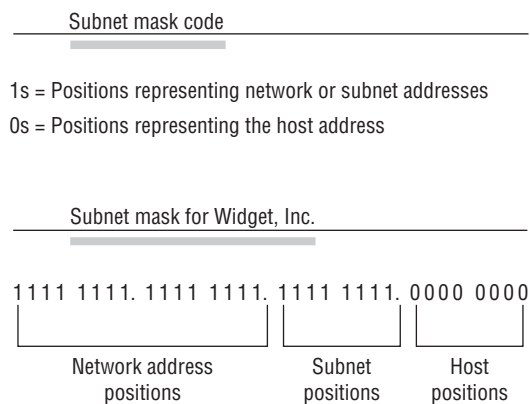 Subnet mask code
1s = Positions representing network or subnet addresses
0s = Positions representing the host address
Subnet mask for Widget, Inc.
1111 1111. 1111 1111. 1111 1111. 0000 0000
Network address positions
Subnet positions
Host positions